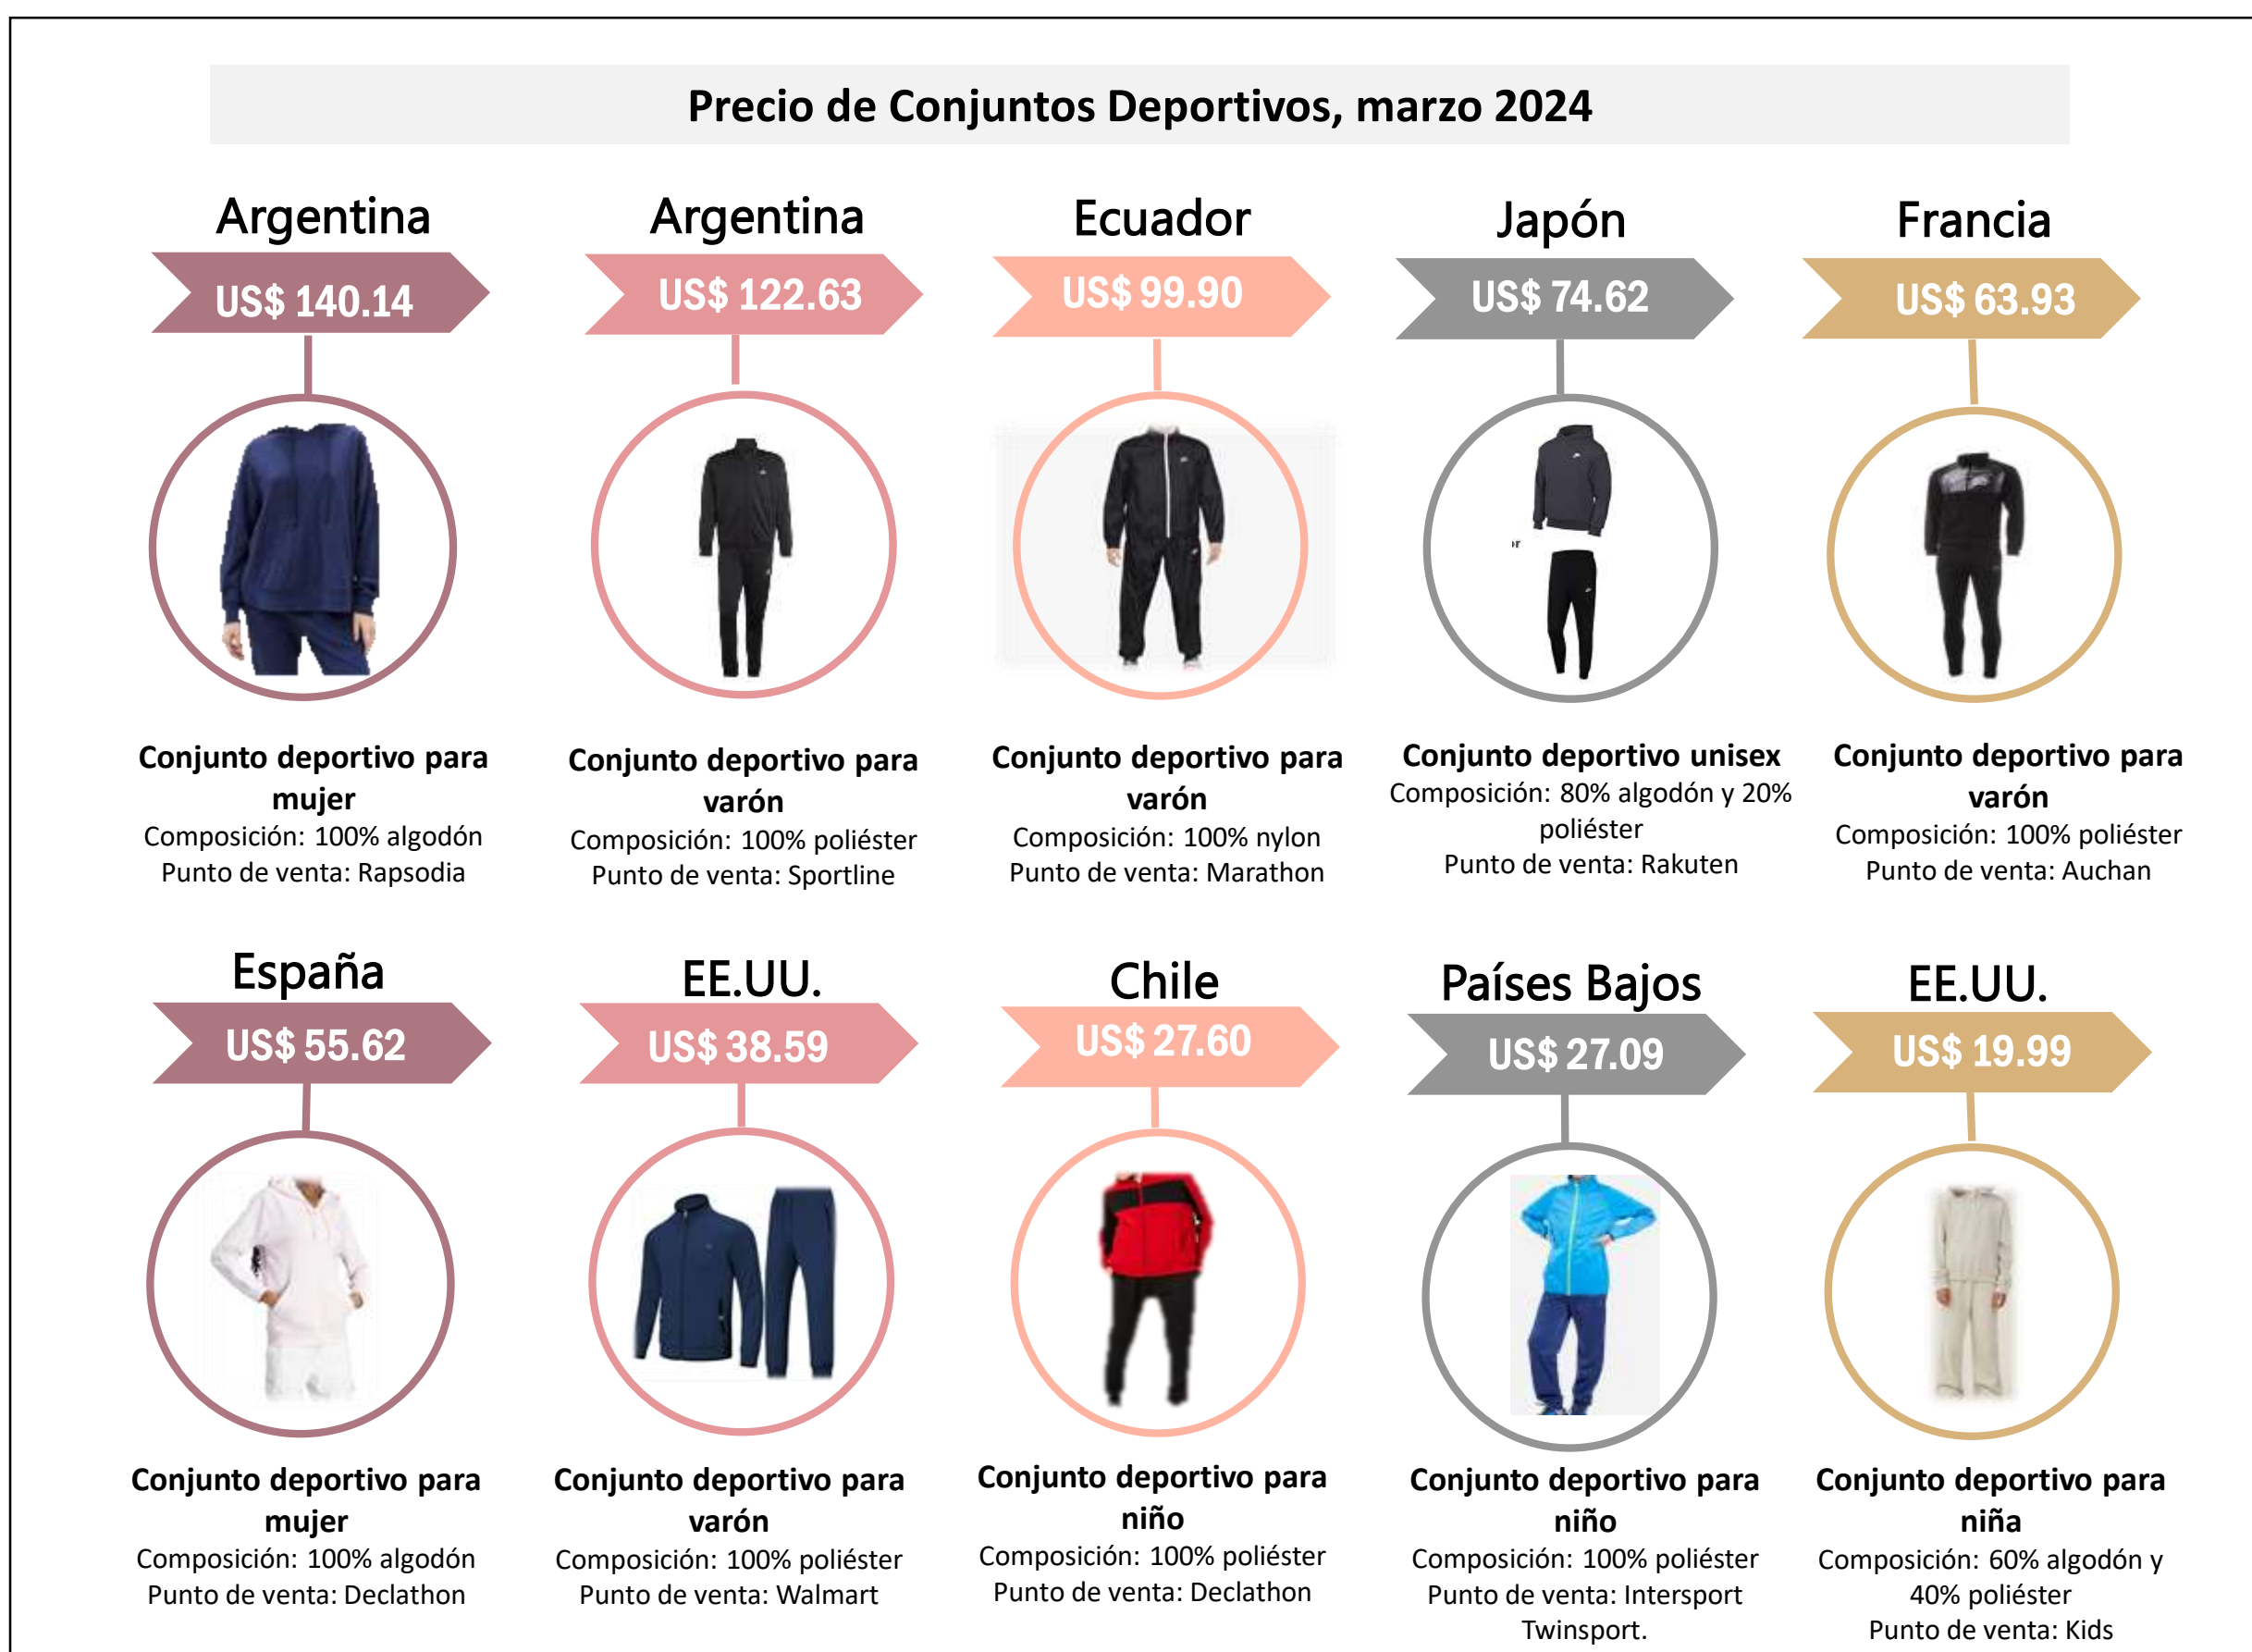 Precio de Conjuntos Deportivos, marzo 2024
Argentina
US$ 140.14
Conjunto deportivo para
mujer
Composición: 100% algodón
Punto de venta: Rapsodia
Argentina
US$ 122.63
Conjunto deportivo para
varón
Composición: 100% poliéster
Punto de venta: Sportline
Ecuador
US$ 99.90
Conjunto deportivo para
varón
Composición: 100% nylon
Punto de venta: Marathon
Japón
US$ 74.62
Conjunto deportivo unisex
Composición: 80% algodón y 20%
poliéster
Punto de venta: Rakuten
Francia
US$ 63.93
Conjunto deportivo para
varón
Composición: 100% poliéster
Punto de venta: Auchan
España
US$ 55.62
Conjunto deportivo para
mujer
Composición: 100% algodón
Punto de venta: Declathon
EE.UU.
US$ 38.59
Conjunto deportivo para
varón
Composición: 100% poliéster
Punto de venta: Walmart
Chile
US$ 27.60
Conjunto deportivo para
niño
Composición: 100% poliéster
Punto de venta: Declathon
Países Bajos
US$ 27.09
Conjunto deportivo para
niño
Composición: 100% poliéster
Punto de venta: Intersport
Twinsport.
EE.UU.
US$ 19.99
Conjunto deportivo para
niña
Composición: 60% algodón y
40% poliéster
Punto de venta: Kids